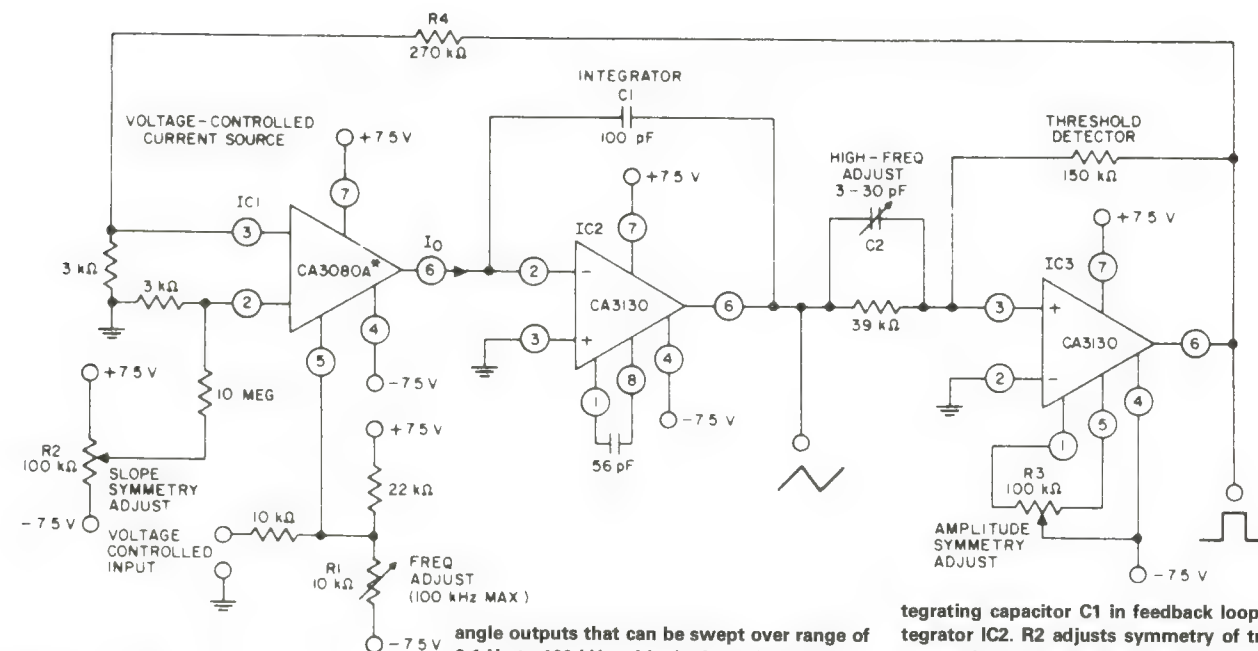 R4
270 kΩ
INTEGRATOR
C1
100 pF
VOLTAGE-CONTROLLED
CURRENT SOURCE
+7 5 V
7
THRESHOLD
DETECTOR
150 kΩ
HIGH-FREQ
ADJUST
3-30 pF
C2
+7 5 V
7
+7 5 V
7
IC1
3
3 kΩ
3 kΩ
2
CA3080A*
I0
6
4
5
-7 5 V
IC2
2
-
CA3130
3
+
6
1
8
4
-7 5 V
56 pF
39 kΩ
IC3
3
+
CA3130
2
-
6
4
5
1
R3
100 kΩ
AMPLITUDE
SYMMETRY
ADJUST
-7 5 V
+7 5 V
10 MEG
R2
100 kΩ
SLOPE
SYMMETRY
ADJUST
-7 5 V
+7 5 V
22 kΩ
10 kΩ
VOLTAGE
CONTROLLED
INPUT
R1
10 kΩ
FREQ
ADJUST
(100 kHz MAX)
-7 5 V
angle outputs that can be swept over range of
tegrating capacitor C1 in feedback loop
tegrator IC2. R2 adjusts symmetry of tr